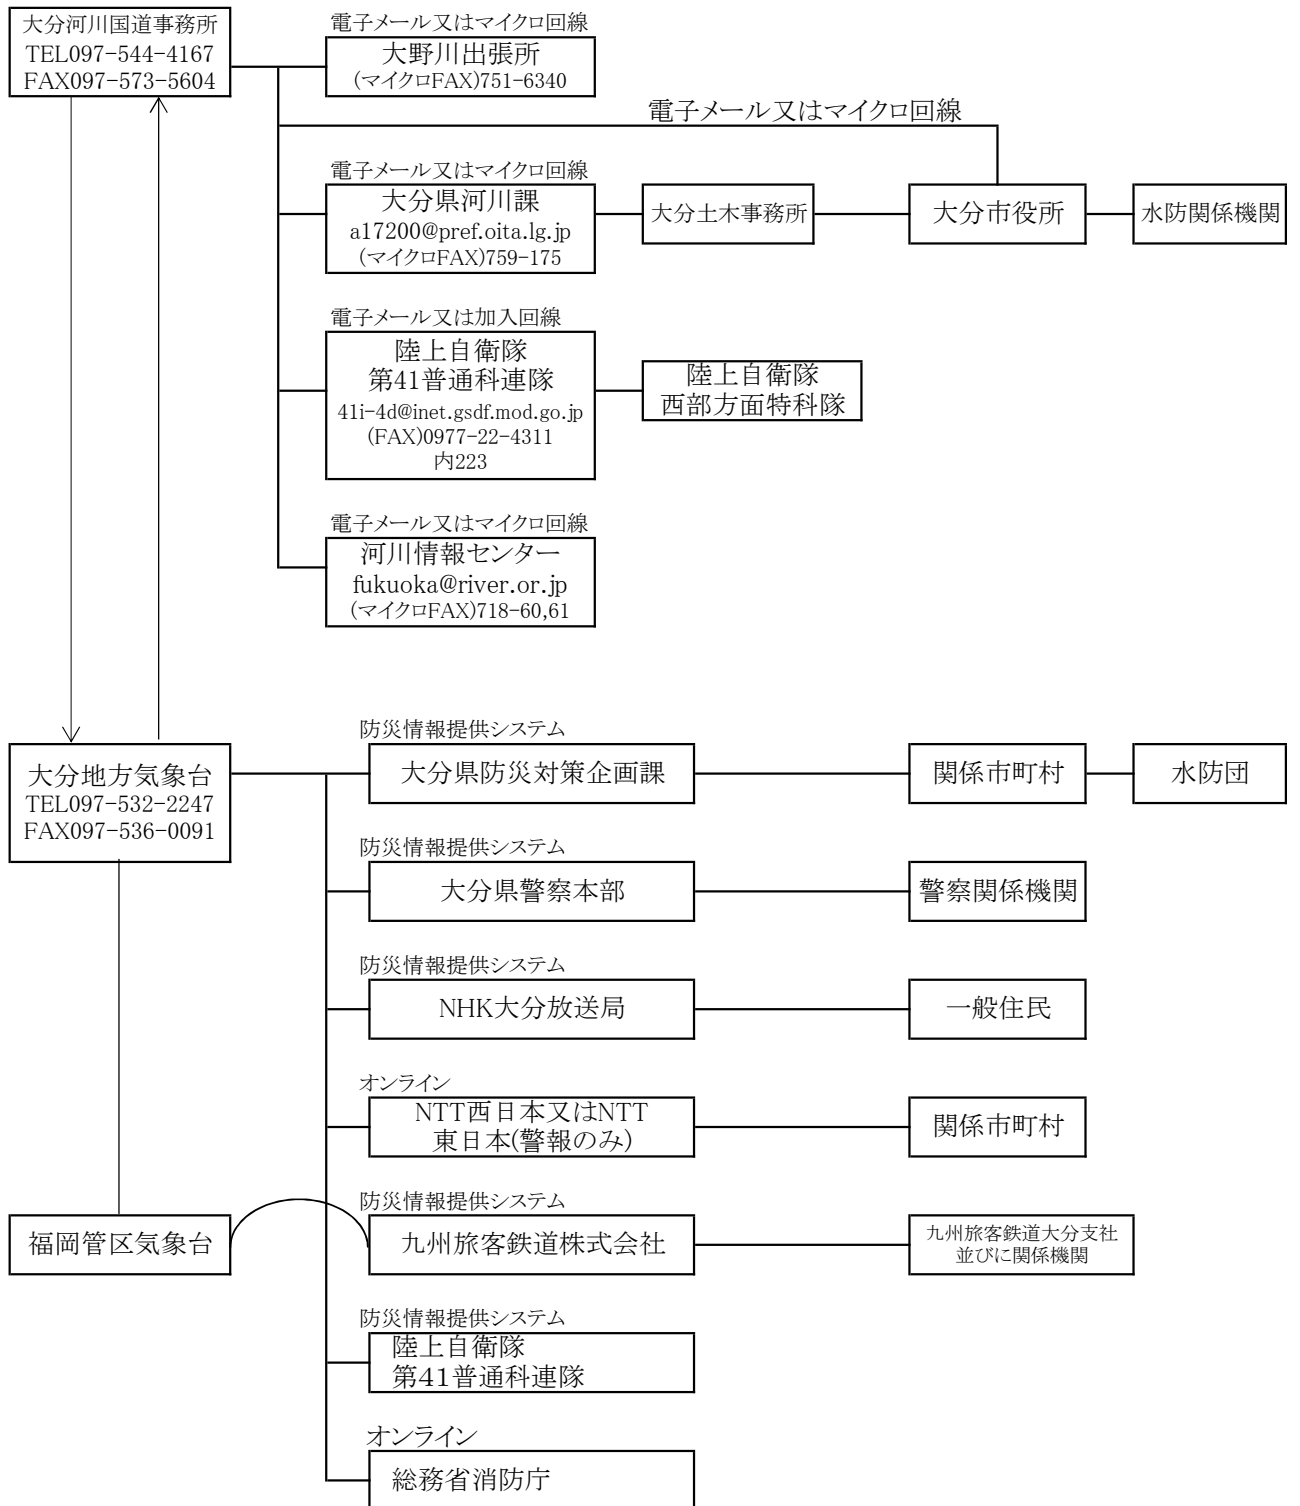 大分河川国道事務所
TEL097-544-4167
FAX097-573-5604
電子メール又はマイクロ回線
大野川出張所
(マイクロFAX)751-6340
電子メール又はマイクロ回線
電子メール又はマイクロ回線
大分県河川課
a17200@pref.oita.lg.jp
(マイクロFAX)759-175
大分土木事務所
大分市役所
水防関係機関
電子メール又は加入回線
陸上自衛隊
第41普通科連隊
41i-4d@inet.gsdf.mod.go.jp
(FAX)0977-22-4311
内223
陸上自衛隊
西部方面特科隊
電子メール又はマイクロ回線
河川情報センター
fukuoka@river.or.jp
(マイクロFAX)718-60,61
大分地方気象台
TEL097-532-2247
FAX097-536-0091
防災情報提供システム
大分県防災対策企画課
関係市町村
水防団
防災情報提供システム
大分県警察本部
警察関係機関
防災情報提供システム
NHK大分放送局
一般住民
オンライン
NTT西日本又はNTT
東日本(警報のみ)
関係市町村
福岡管区気象台
防災情報提供システム
九州旅客鉄道株式会社
九州旅客鉄道大分支社
並びに関係機関
防災情報提供システム
陸上自衛隊
第41普通科連隊
オンライン
総務省消防庁